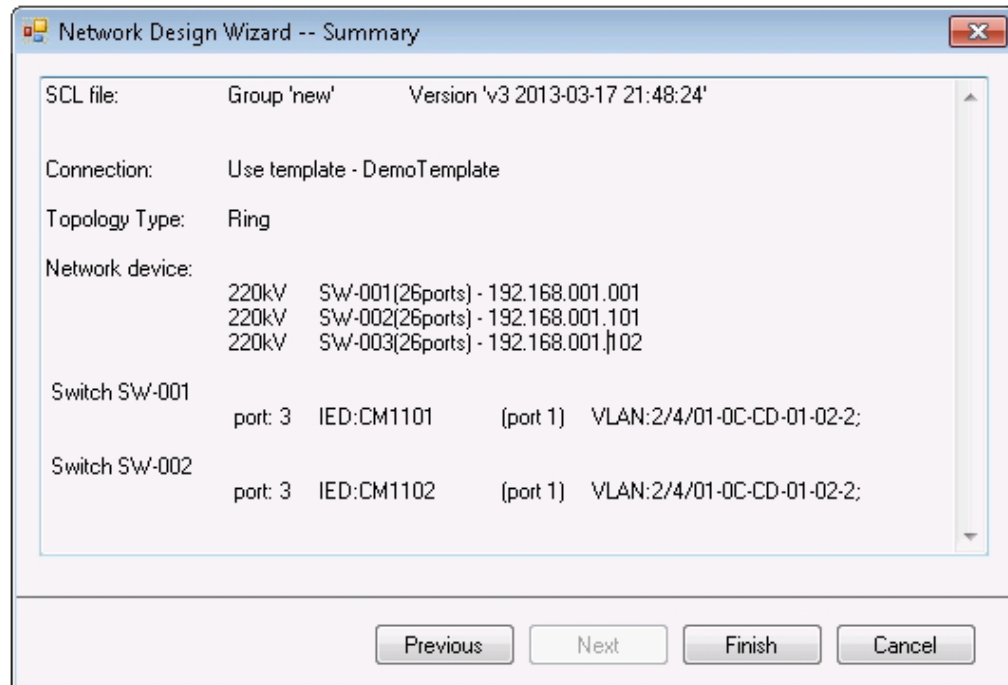 Network Design Wizard -- Summary
SCL file: Group 'new' Version 'v3 2013-03-17 21:48:24'
Connection: Use template - DemoTemplate
Topology Type: Ring
Network device:
220kV SW-001(26ports) - 192.168.001.001
220kV SW-002(26ports) - 192.168.001.101
220kV SW-003(26ports) - 192.168.001.102
Switch SW-001
port: 3 IED:CM1101 (port 1) VLAN:2/4/01-0C-CD-01-02-2;
Switch SW-002
port: 3 IED:CM1102 (port 1) VLAN:2/4/01-0C-CD-01-02-2;
Previous Next Finish Cancel